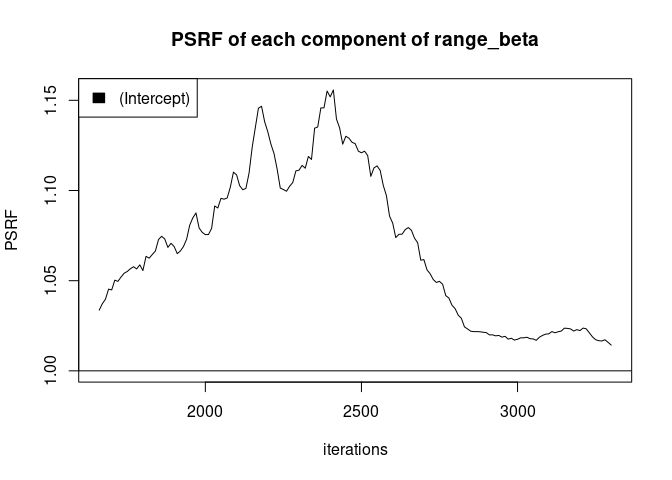 PSRF of each component of range_beta
(Intercept)
PSRF
1.15
1.10
1.05
1.00
2000 2500 3000
iterations